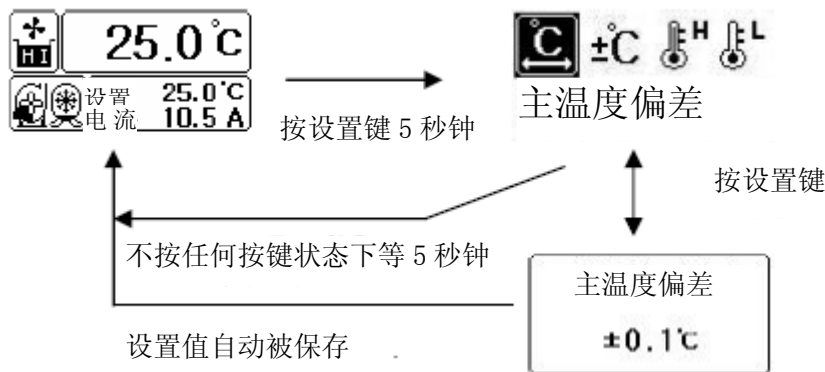 HI
25.0℃
设置 25.0℃
电流 10.5 A
按设置键 5 秒钟
℃ ±℃ H L
主温度偏差
按设置键
不按任何按键状态下等 5 秒钟
设置值自动被保存
主温度偏差
±0.1℃